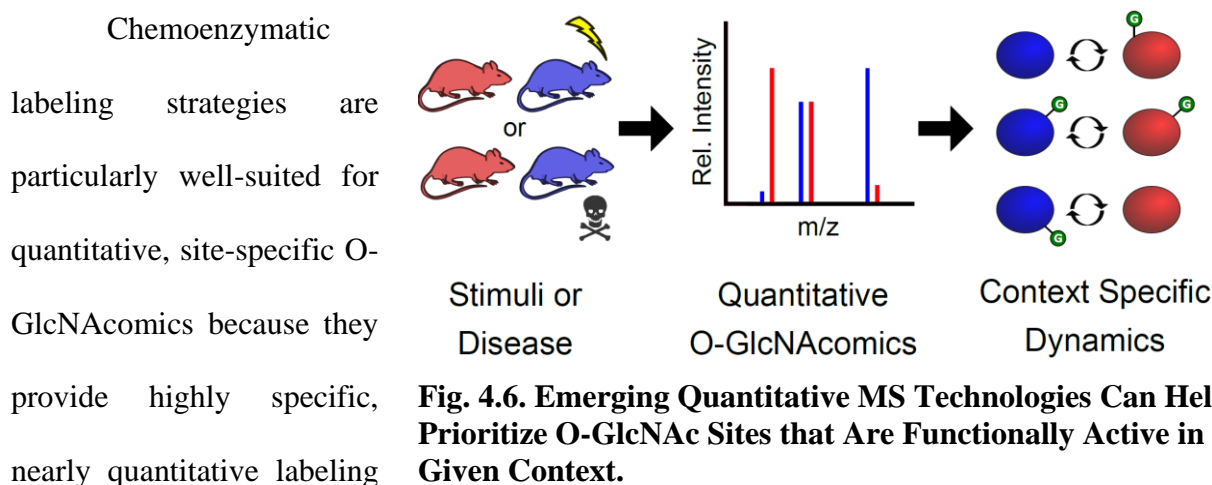 Chemoenzymatic
labeling strategies are
particularly well-suited for
quantitative, site-specific O-
GlcNAcomics because they
provide highly specific,
nearly quantitative labeling
or
Rel. Intensity
m/z
G
G
G
G
Stimuli or
Disease
Quantitative
O-GlcNAcomics
Context Specific
Dynamics
Fig. 4.6. Emerging Quantitative MS Technologies Can Hel
Prioritize O-GlcNAc Sites that Are Functionally Active in
Given Context.